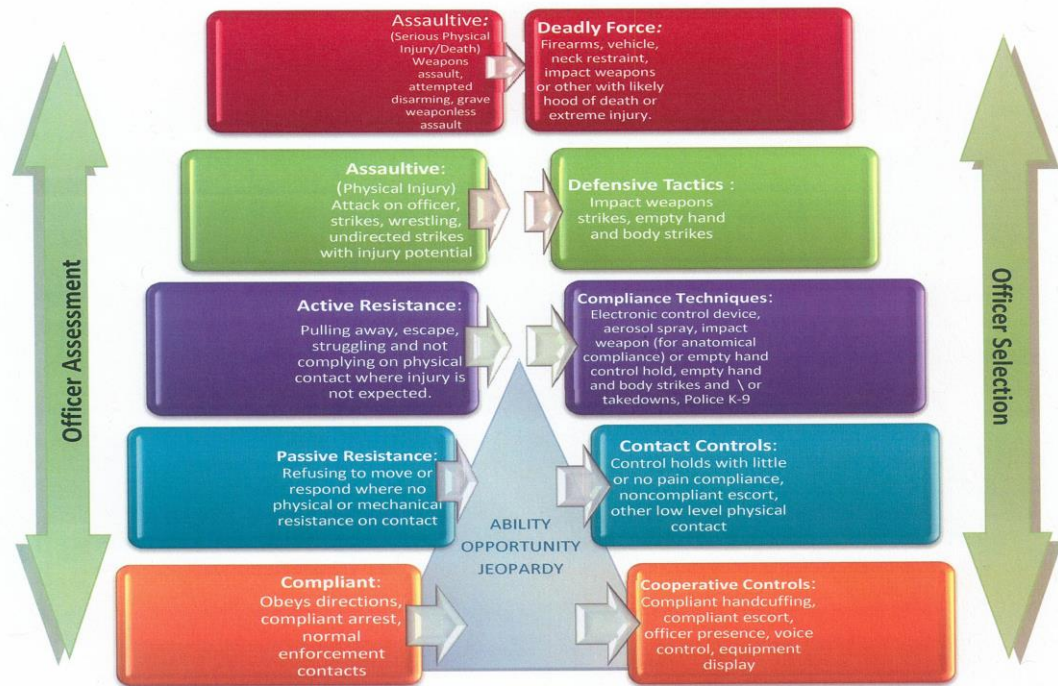 Assaultive:
(Serious Physical
Injury/Death)
Weapons
assault,
attempted
disarming, grave
weaponless
assault
Deadly Force:
Firearms, vehicle,
neck restraint,
impact weapons
or other with likely
hood of death or
extreme injury.
Assaultive:
(Physical Injury)
Attack on officer,
strikes, wrestling,
undirected strikes
with injury potential
Defensive Tactics :
Impact weapons
strikes, empty hand
and body strikes
Active Resistance:
Pulling away, escape,
struggling and not
complying on physical
contact where injury is
not expected.
Compliance Techniques:
Electronic control device,
aerosol spray, impact
weapon (for anatomical
compliance) or empty hand
control hold, empty hand
and body strikes and \ or
takedowns, Police K-9
Passive Resistance:
Refusing to move or
respond where no
physical or mechanical
resistance on contact
Contact Controls:
Control holds with little
or no pain compliance,
noncompliant escort,
other low level physical
contact
Compliant:
Obeys directions,
compliant arrest,
normal
enforcement
contacts
Cooperative Controls:
Compliant handcuffing,
compliant escort,
officer presence, voice
control, equipment
display
ABILITY
OPPORTUNITY
JEOPARDY
Officer Assessment
Officer Selection